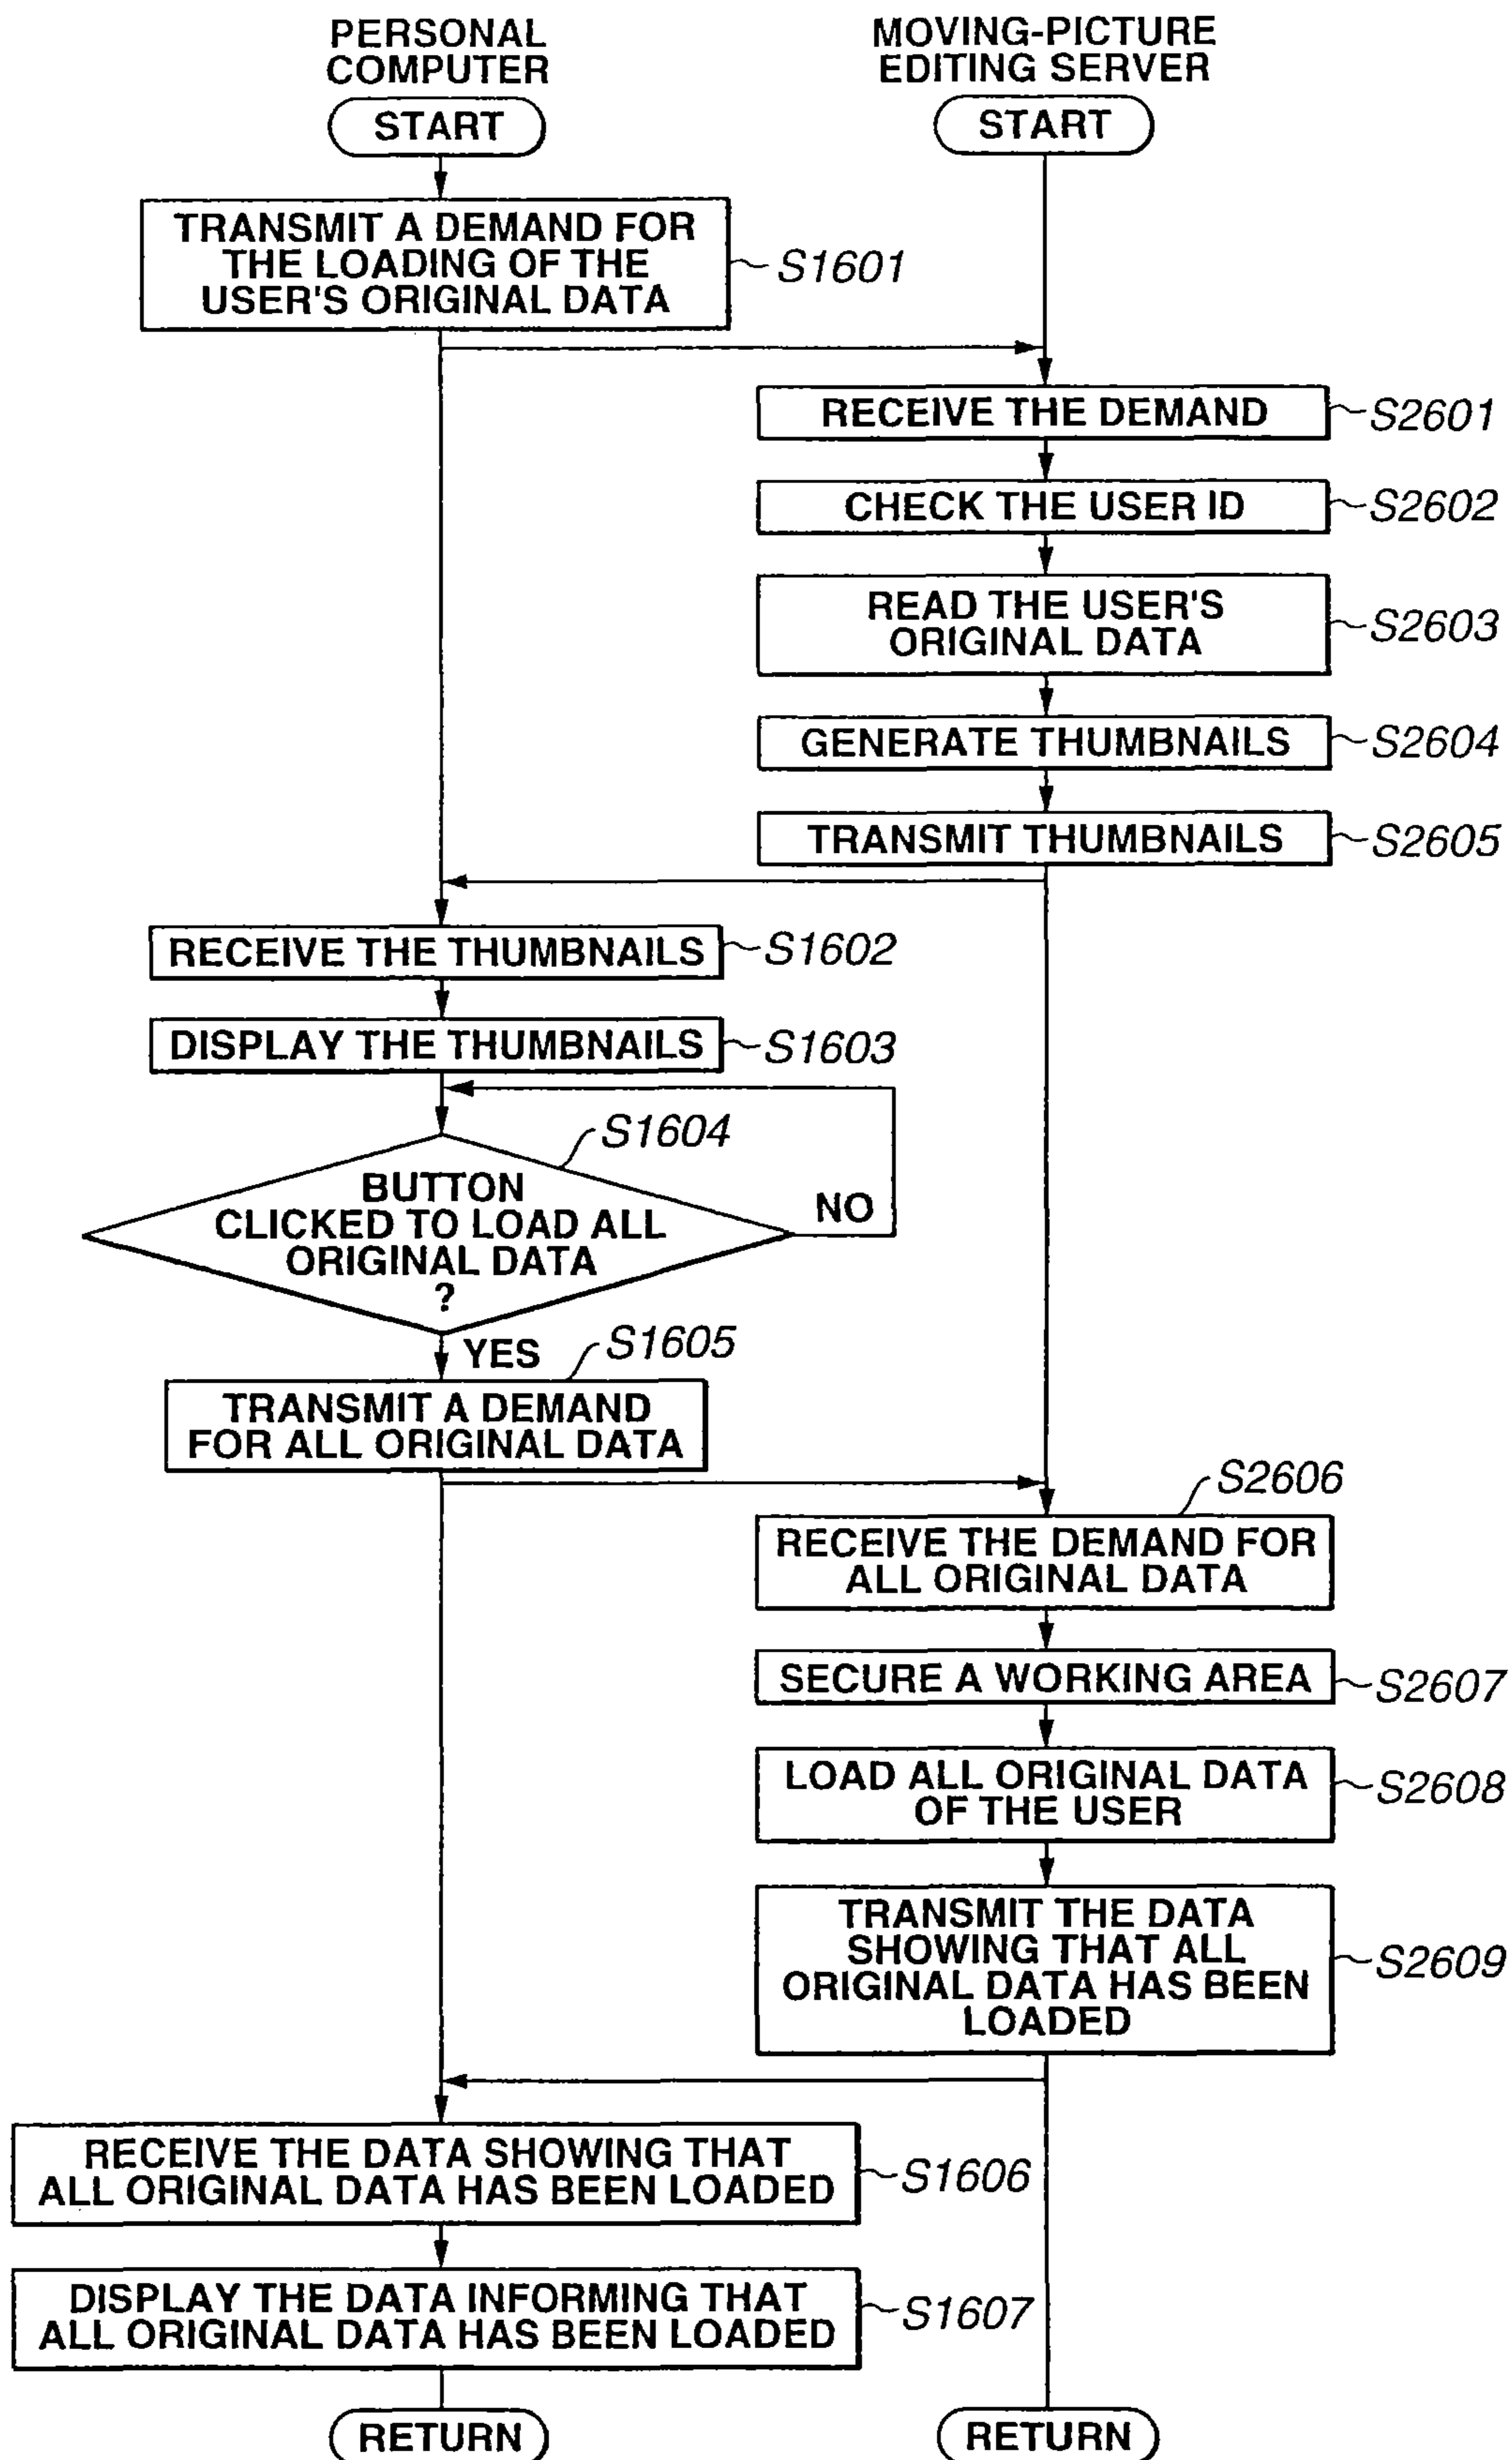 PERSONAL
COMPUTER
MOVING-PICTURE
EDITING SERVER
START
START
TRANSMIT A DEMAND FOR
THE LOADING OF THE
USER'S ORIGINAL DATA
S1601
RECEIVE THE DEMAND
S2601
CHECK THE USER ID
S2602
READ THE USER'S
ORIGINAL DATA
S2603
GENERATE THUMBNAILS
S2604
TRANSMIT THUMBNAILS
S2605
RECEIVE THE THUMBNAILS
S1602
DISPLAY THE THUMBNAILS
S1603
S1604
BUTTON
CLICKED TO LOAD ALL
ORIGINAL DATA
?
NO
YES
S1605
TRANSMIT A DEMAND
FOR ALL ORIGINAL DATA
S2606
RECEIVE THE DEMAND FOR
ALL ORIGINAL DATA
SECURE A WORKING AREA
S2607
LOAD ALL ORIGINAL DATA
OF THE USER
S2608
TRANSMIT THE DATA
SHOWING THAT ALL
ORIGINAL DATA HAS BEEN
LOADED
S2609
RECEIVE THE DATA SHOWING THAT
ALL ORIGINAL DATA HAS BEEN LOADED
S1606
DISPLAY THE DATA INFORMING THAT
ALL ORIGINAL DATA HAS BEEN LOADED
S1607
RETURN
RETURN